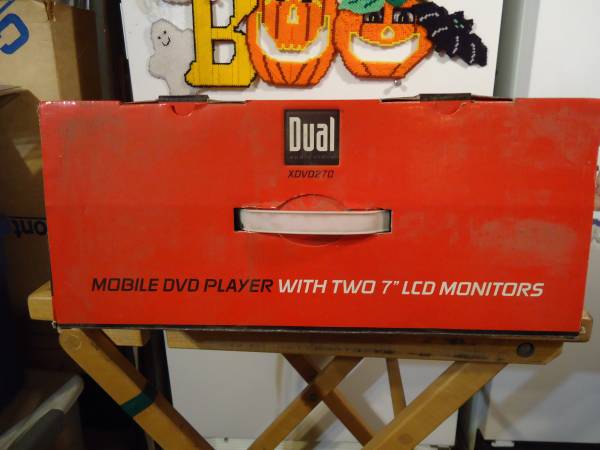 BOO
Dual
XDVD270
MOBILE DVD PLAYER WITH TWO 7" LCD MONITORS